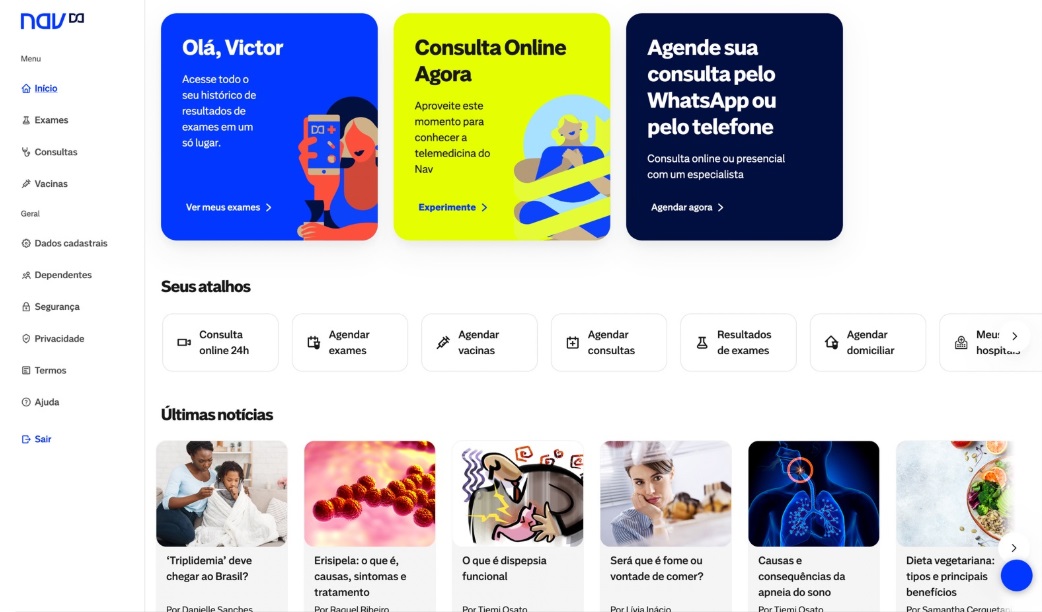 nav
Menu
Início
Exames
Consultas
Vacinas
Geral
Dados cadastrais
Dependentes
Segurança
Privacidade
Termos
Ajuda
Sair
Olá, Victor
Acesse todo o
seu histórico de
resultados de
exames em um
só lugar.
Ver meus exames
Consulta Online
Agora
Aproveite este
momento para
conhecer a
telemedicina do
Nav
Experimente
Agende sua
consulta pelo
WhatsApp ou
pelo telefone
Consulta online ou presencial
com um especialista
Agendar agora
Seus atalhos
Consulta
online 24h
Agendar
exames
Agendar
vacinas
Agendar
consultas
Resultados
de exames
Agendar
domiciliar
Meus
hospitais
Últimas notícias
‘Triplidemia’ deve
chegar ao Brasil?
Por Danielle Sanches
Erisipela: o que é,
causas, sintomas e
tratamento
Por Raquel Ribeiro
O que é dispepsia
funcional
Por Tiemi Osato
Será que é fome ou
vontade de comer?
Por Lívia Inácio
Causas e
consequências da
apneia do sono
Por Tiemi Osato
Dieta vegetariana:
tipos e principais
benefícios
Por Samantha Cerquetani